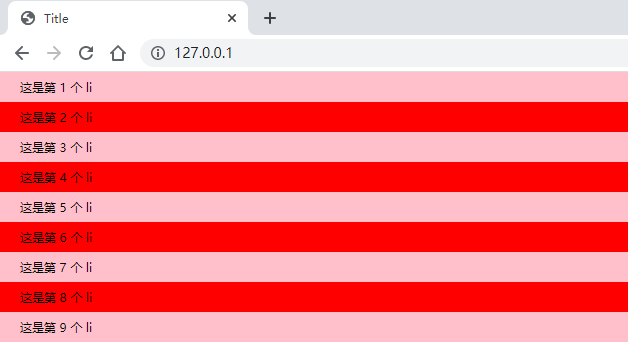 Title
127.0.0.1
这是第 1 个 li
这是第 2 个 li
这是第 3 个 li
这是第 4 个 li
这是第 5 个 li
这是第 6 个 li
这是第 7 个 li
这是第 8 个 li
这是第 9 个 li